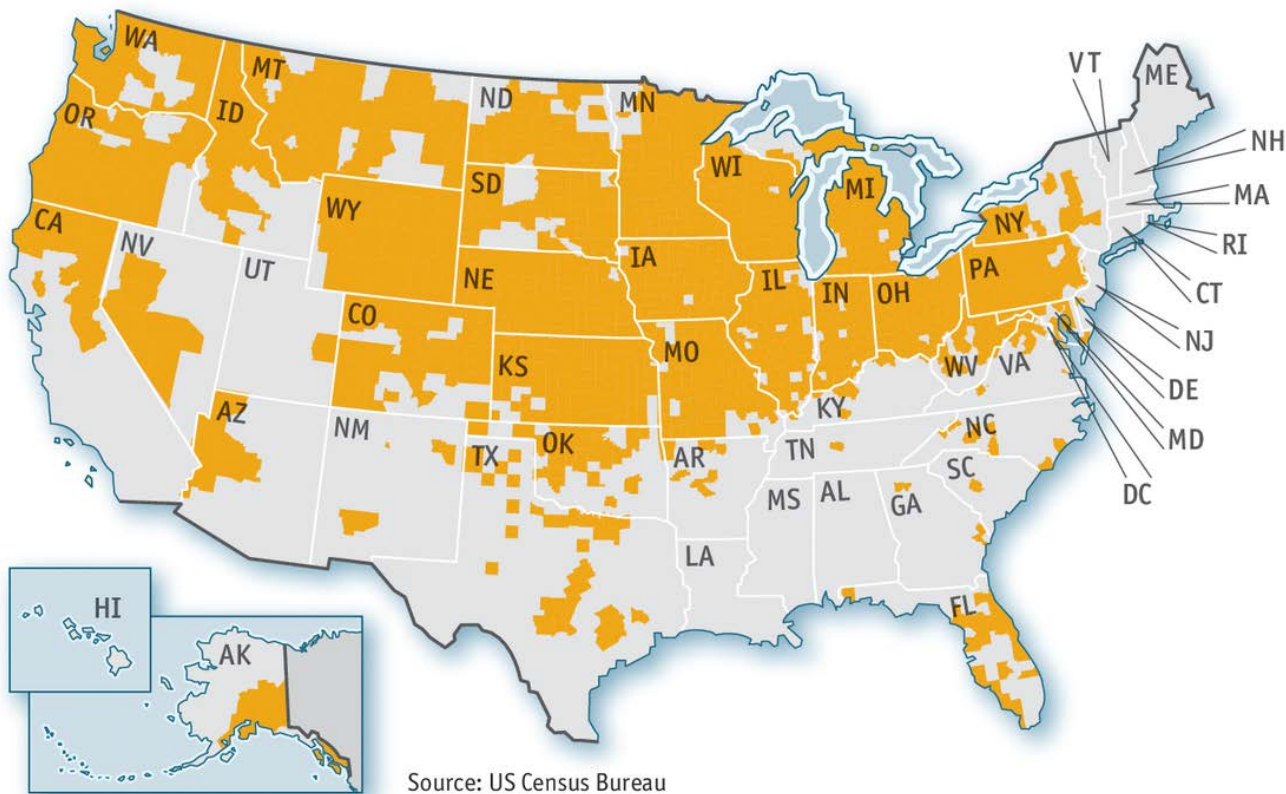 WA
MT
ND
MN
VT
ME
OR
ID
NH
SD
WI
MI
MA
CA
WY
NY
RI
NV
IA
PA
UT
NE
IL
IN
OH
CT
CO
NJ
KS
MO
WV
VA
DE
AZ
KY
MD
NM
TX
OK
AR
TN
NC
SC
DC
MS
AL
GA
LA
HI
FL
AK
Source: US Census Bureau